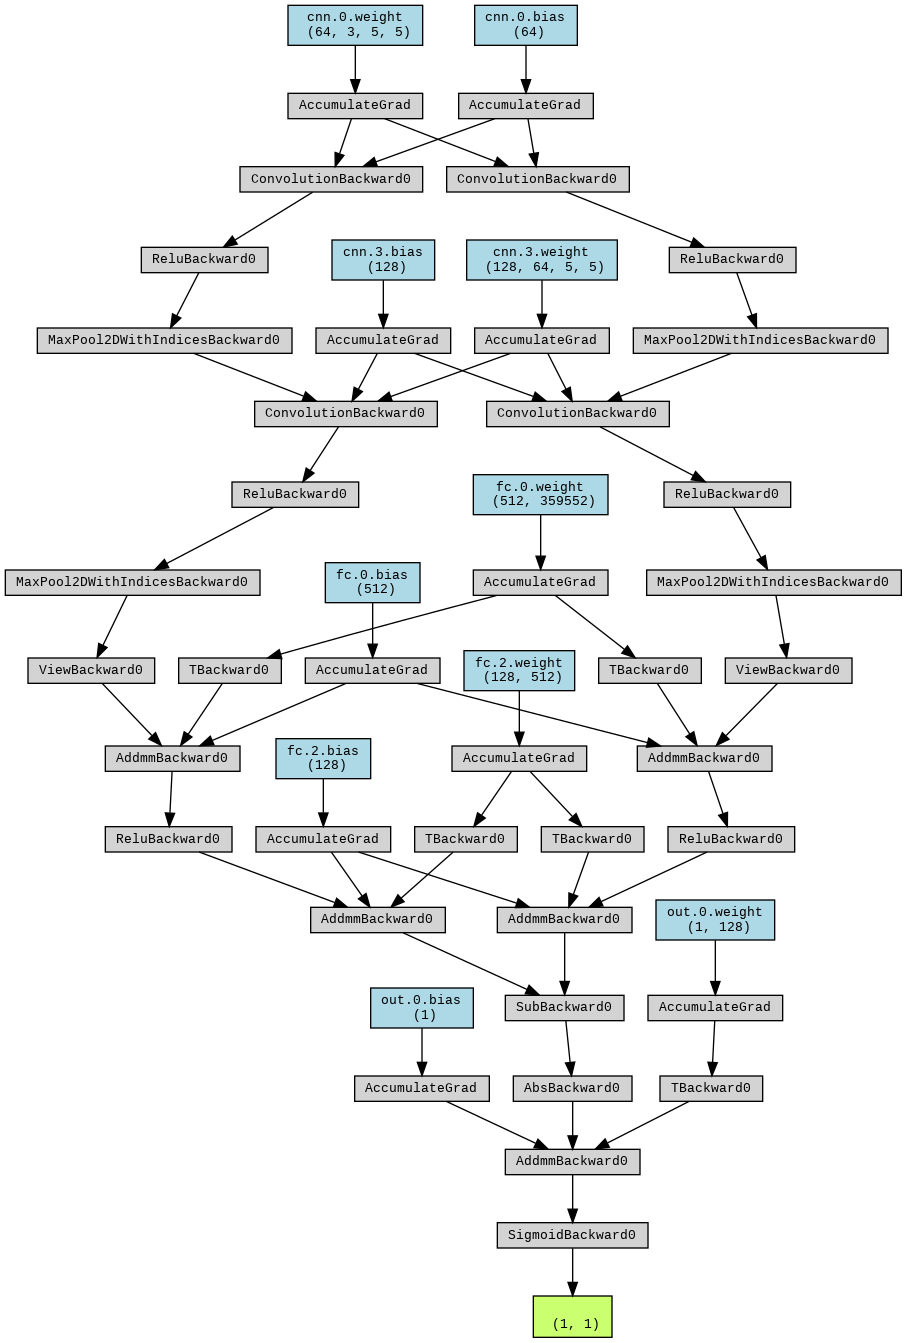 cnn.0.weight
(64, 3, 5, 5)
cnn.0.bias
(64)
AccumulateGrad
AccumulateGrad
ConvolutionBackward0
ConvolutionBackward0
cnn.3.bias
(128)
cnn.3.weight
(128, 64, 5, 5)
ReluBackward0
ReluBackward0
MaxPool2DWithIndicesBackward0
AccumulateGrad
AccumulateGrad
MaxPool2DWithIndicesBackward0
ConvolutionBackward0
ConvolutionBackward0
fc.0.weight
(512, 359552)
ReluBackward0
ReluBackward0
fc.0.bias
(512)
MaxPool2DWithIndicesBackward0
AccumulateGrad
MaxPool2DWithIndicesBackward0
fc.2.weight
(128, 512)
ViewBackward0
TBackward0
AccumulateGrad
TBackward0
ViewBackward0
fc.2.bias
(128)
AddmmBackward0
AccumulateGrad
AddmmBackward0
ReluBackward0
AccumulateGrad
TBackward0
TBackward0
ReluBackward0
AddmmBackward0
AddmmBackward0
out.0.weight
(1, 128)
out.0.bias
(1)
SubBackward0
AccumulateGrad
AccumulateGrad
AbsBackward0
TBackward0
AddmmBackward0
SigmoidBackward0
(1, 1)